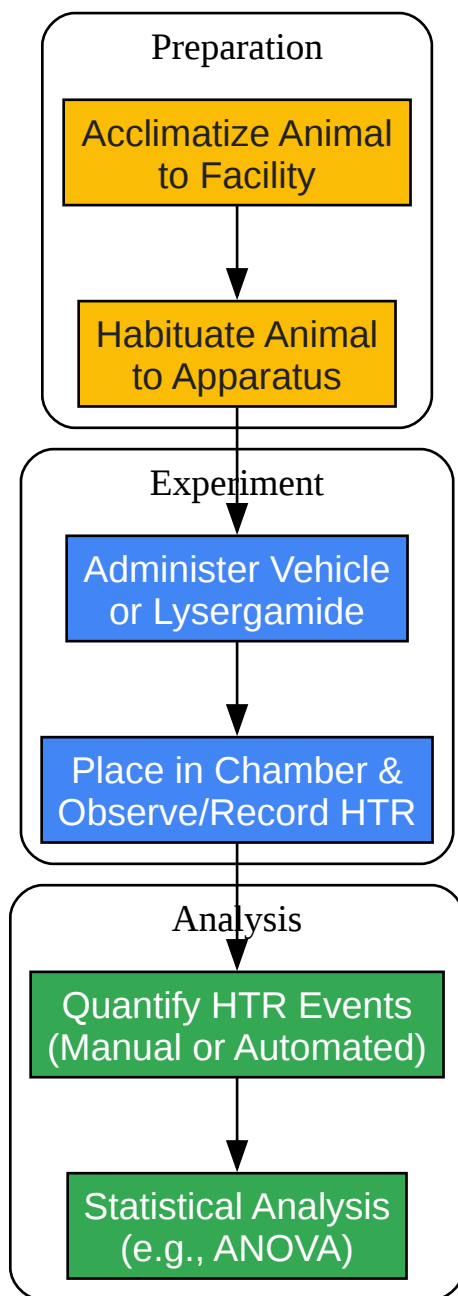 Preparation
Acclimatize Animal
to Facility
Habituate Animal
to Apparatus
Experiment
Administer Vehicle
or Lysergamide
Place in Chamber &
Observe/Record HTR
Analysis
Quantify HTR Events
(Manual or Automated)
Statistical Analysis
(e.g., ANOVA)